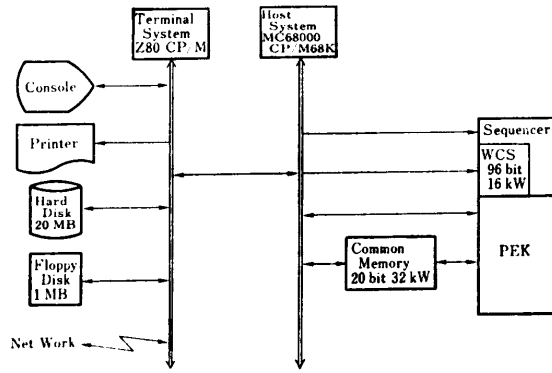 Terminal
System
Z80 CP/M
Host
System
MC68000
CP/M68K
Console
Printer
Hard
Disk
20 MB
Floppy
Disk
1 MB
Net Work
Sequencer
WCS
96 bit
16 kW
PEK
Common
Memory
20 bit 32 kW